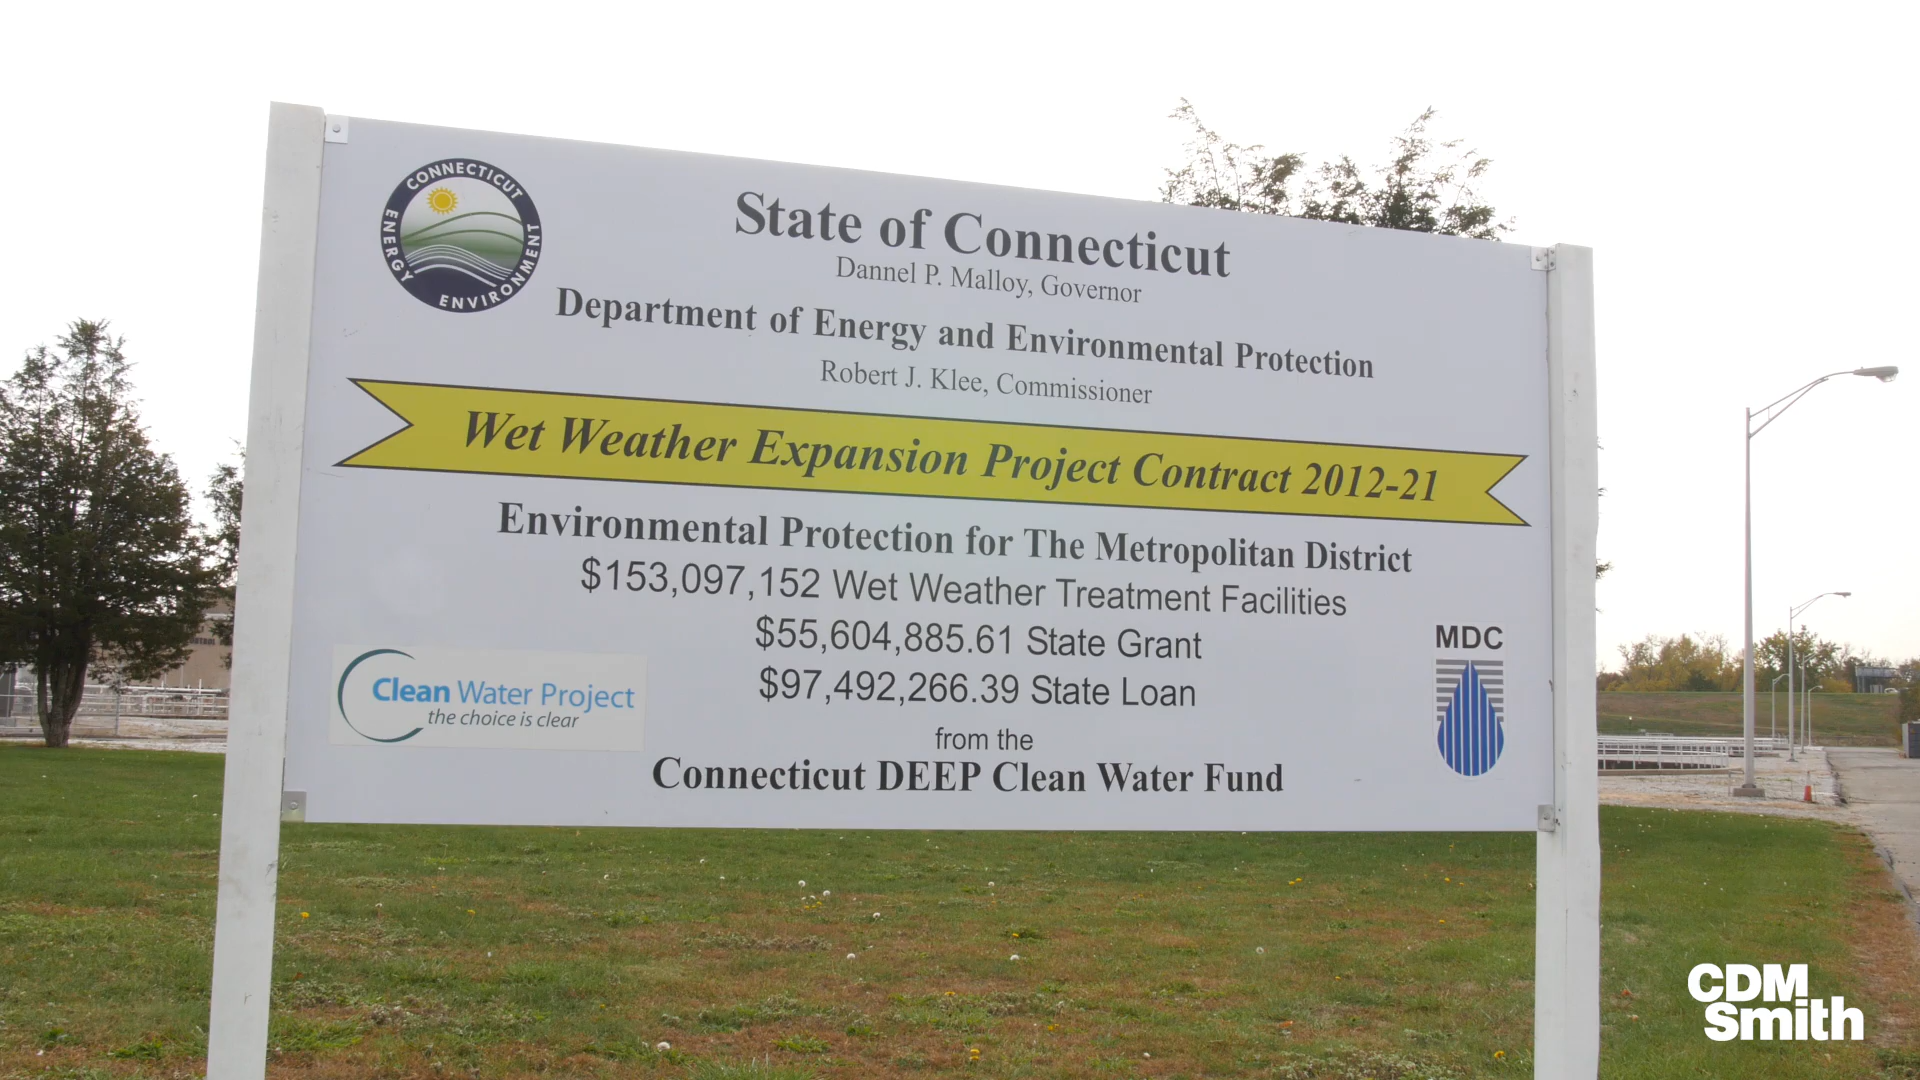 CONNECTICUT
ENERGY
ENVIRONMENT
State of Connecticut
Dannel P. Malloy, Governor
Department of Energy and Environmental Protection
Robert J. Klee, Commissioner
Wet Weather Expansion Project Contract 2012-21
Environmental Protection for The Metropolitan District
$153,097,152 Wet Weather Treatment Facilities
$55,604,885.61 State Grant
$97,492,266.39 State Loan
from the
Connecticut DEEP Clean Water Fund
Clean Water Project
the choice is clear
MDC
CDM
Smith